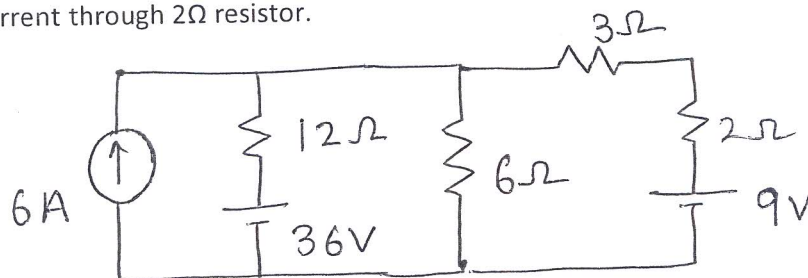 rrent through 2Ω resistor.
3Ω
12Ω
2Ω
6Ω
6A
9V
36V